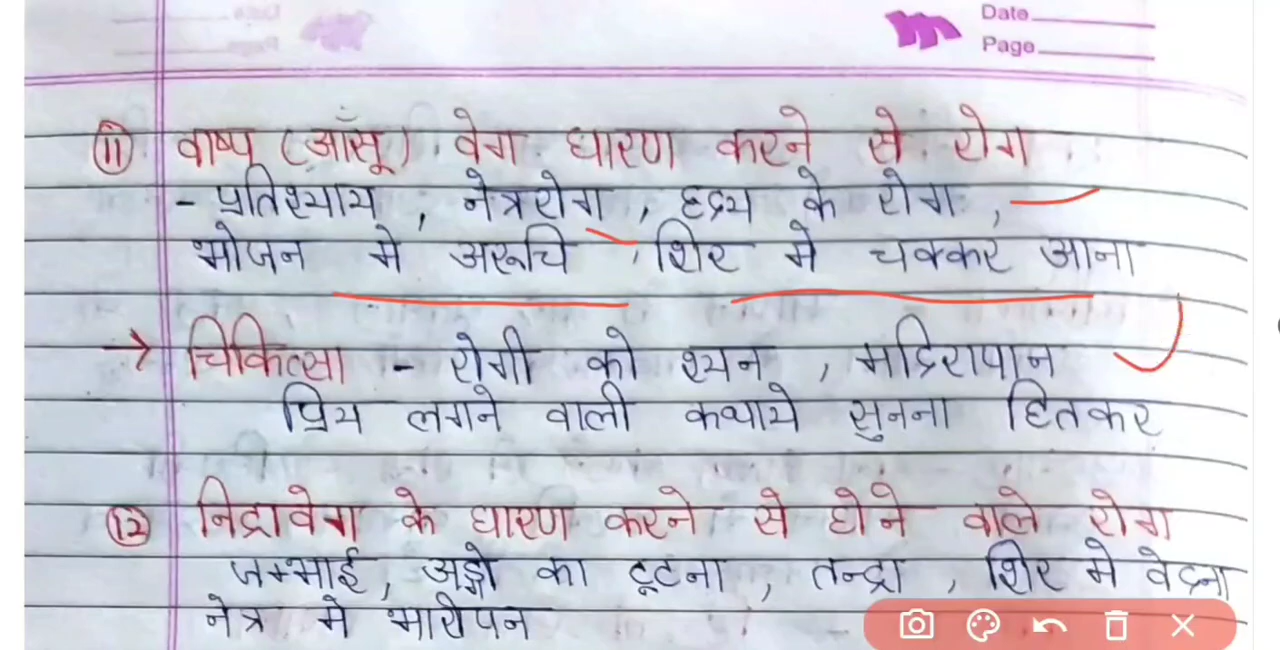 Date
Page
(11) वाष्प (आँसू) वेग धारण करने से रोग
- प्रतिश्याय, नेत्ररोग, हृदय के रोग,
भोजन मे अरूचि, शिर मे चक्कर आना
→ चिकित्सा - रोगी को श्यन, मदिरापान
प्रिय लगने वाली कथाये सुनना हितकर
(12) निद्रावेग के धारण करने से होने वाले रोग
जम्भाई, अङ्गो का टूटना, तन्द्रा, शिर मे वेदना
नेत्र मे भारीपन